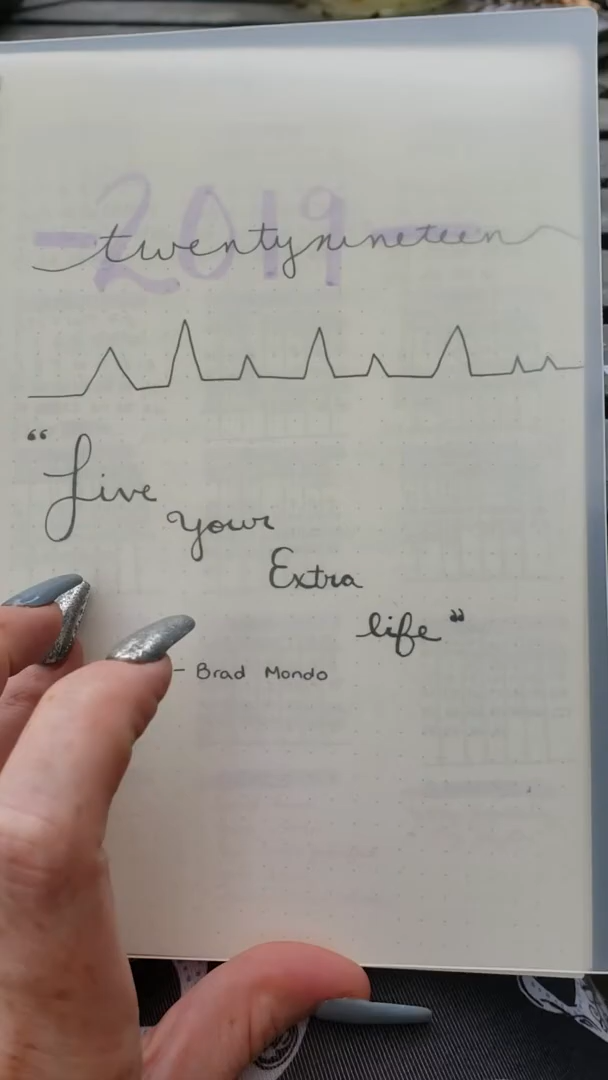 -2019-
twentynineteen
“Live
your
Extra
life”
- Brad Mondo